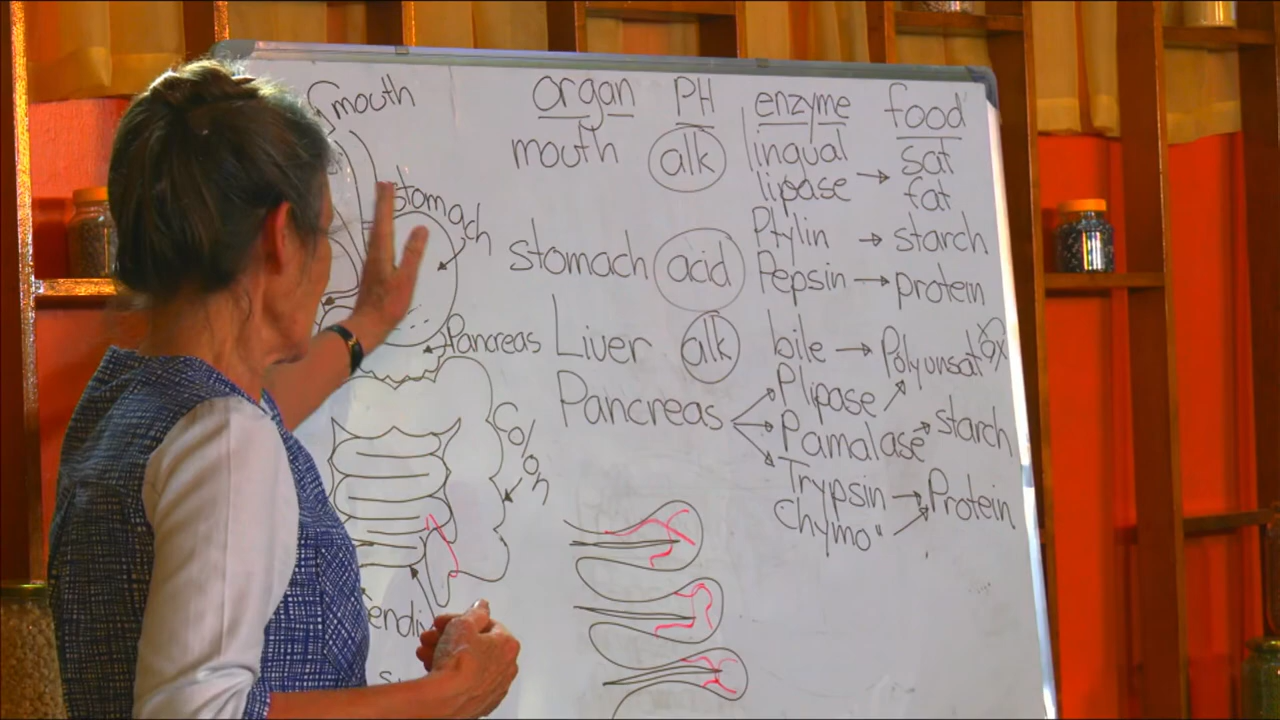 mouth
stomach
Pancreas
Colon
organ PH enzyme food
mouth alk lingual lipase → sat fat
Ptylin → starch
stomach acid Pepsin → protein
Liver alk bile → Polyunsat
Pancreas → Plipase
→ Pamalase → starch
→ Trypsin → Protein
chymo "